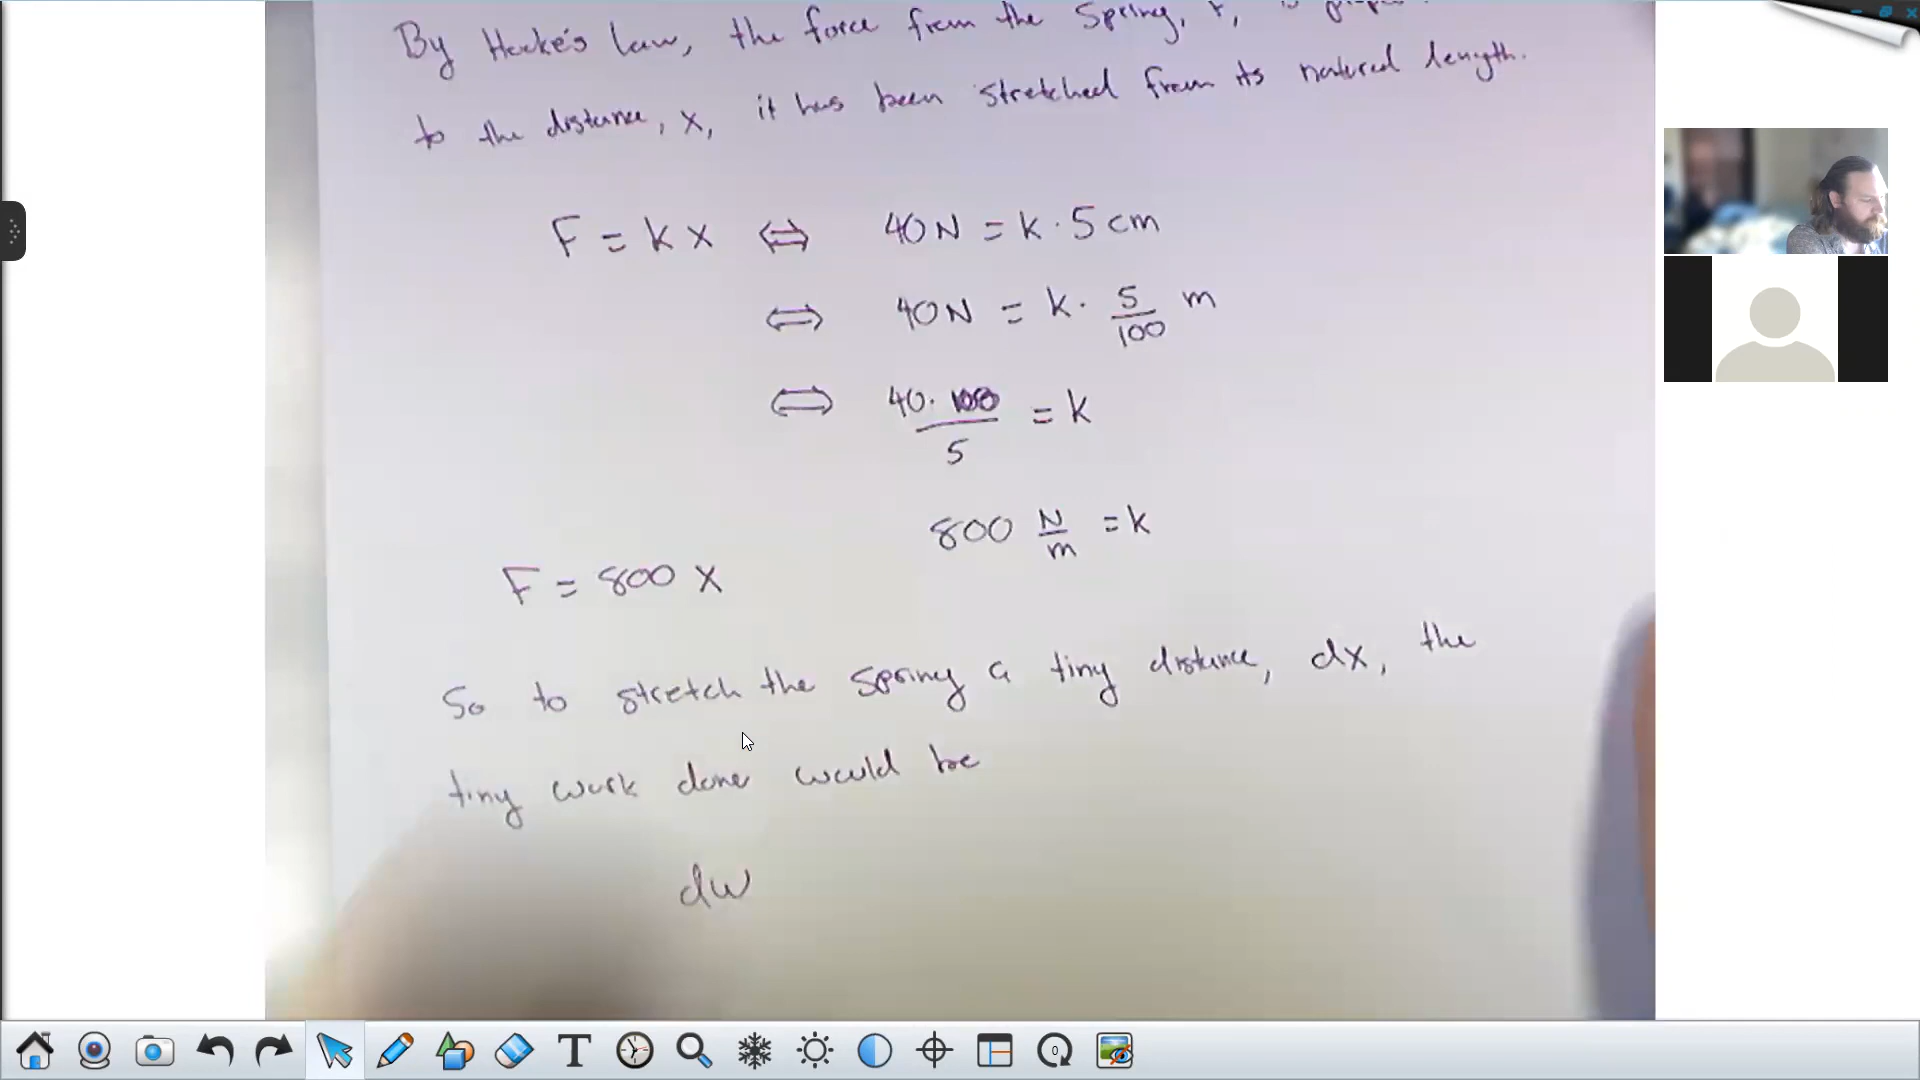 By Hooke's law, the force from the spring, F, is
to the distance, x, it has been stretched from its natural length.
F = kx ⇔ 40N = k · 5 cm
⇔ 40N = k · 5/100 m
⇔ 40 · 100 / 5 = k
800 N/m = k
F = 800 x
So to stretch the spring a tiny distance, dx, the
tiny work done would be
dw
T
0